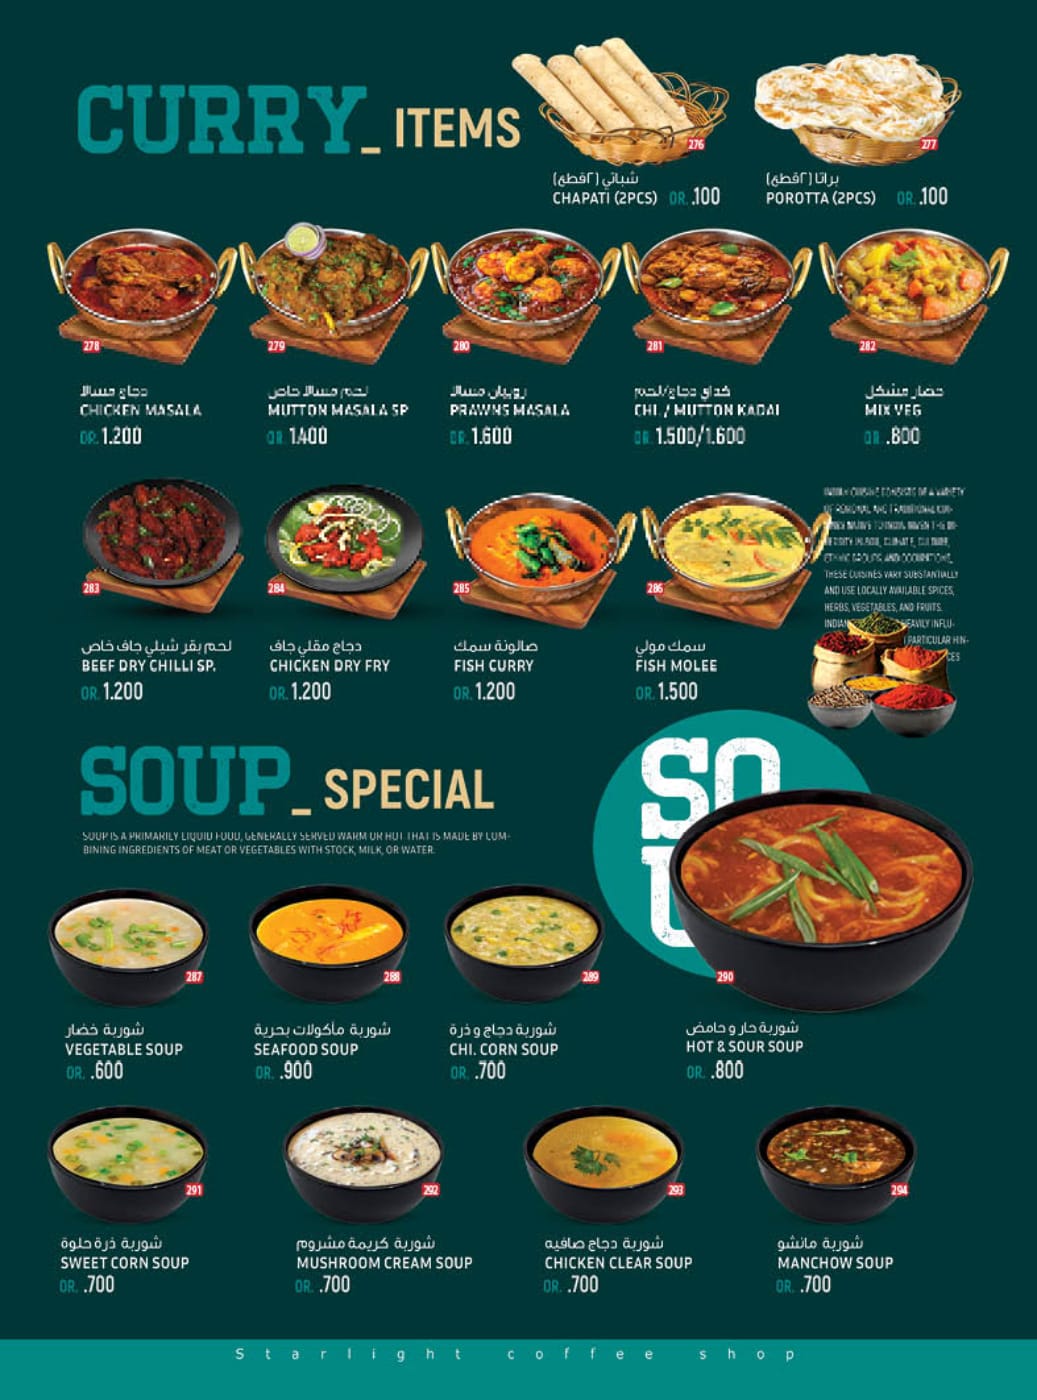 CURRY_ ITEMS
276
277
شباتي (٢قطع)
CHAPATI (2PCS) OR. .100
براتا (٢قطع)
POROTTA (2PCS) OR. .100
278
279
280
281
282
دجاج مسالا
CHICKEN MASALA
OR. 1.200
لحم مسالا خاص
MUTTON MASALA SP
OR. 1.400
روبيان مسالا
PRAWNS MASALA
OR. 1.600
كداي دجاج/لحم
CHI. / MUTTON KADAI
OR. 1.500/1.600
خضار مشكل
MIX VEG
OR. .800
283
284
285
286
لحم بقر شيلي جاف خاص
BEEF DRY CHILLI SP.
OR. 1.200
دجاج مقلي جاف
CHICKEN DRY FRY
OR. 1.200
صالونة سمك
FISH CURRY
OR. 1.200
سمك مولي
FISH MOLEE
OR. 1.500
INDIAN CUISINE CONSISTS OF A VARIETY
OF REGIONAL AND TRADITIONAL CUI-
NATIVE TO INDIA. GIVEN THE DI-
VERSITY IN SOIL, CLIMATE, CULTURE,
ETHNIC GROUPS, AND OCCUPATIONS,
THESE CUISINES VARY SUBSTANTIALLY
AND USE LOCALLY AVAILABLE SPICES,
HERBS, VEGETABLES, AND FRUITS.
INDIAN HEAVILY INFLU-
PARTICULAR HIN-
SOUP_ SPECIAL
SOUP IS A PRIMARILY LIQUID FOOD, GENERALLY SERVED WARM OR HOT THAT IS MADE BY COM-
BINING INGREDIENTS OF MEAT OR VEGETABLES WITH STOCK, MILK, OR WATER.
SO
U
287
288
289
290
شوربة خضار
VEGETABLE SOUP
OR. .600
شوربة مأكولات بحرية
SEAFOOD SOUP
OR. .900
شوربة دجاج و ذرة
CHI. CORN SOUP
OR. .700
شوربة حار و حامض
HOT & SOUR SOUP
OR. .800
291
292
293
294
شوربة ذرة حلوة
SWEET CORN SOUP
OR. .700
شوربة كريمة مشروم
MUSHROOM CREAM SOUP
OR. .700
شوربة دجاج صافيه
CHICKEN CLEAR SOUP
OR. .700
شوربة مانشو
MANCHOW SOUP
OR. .700
Starlight coffee shop